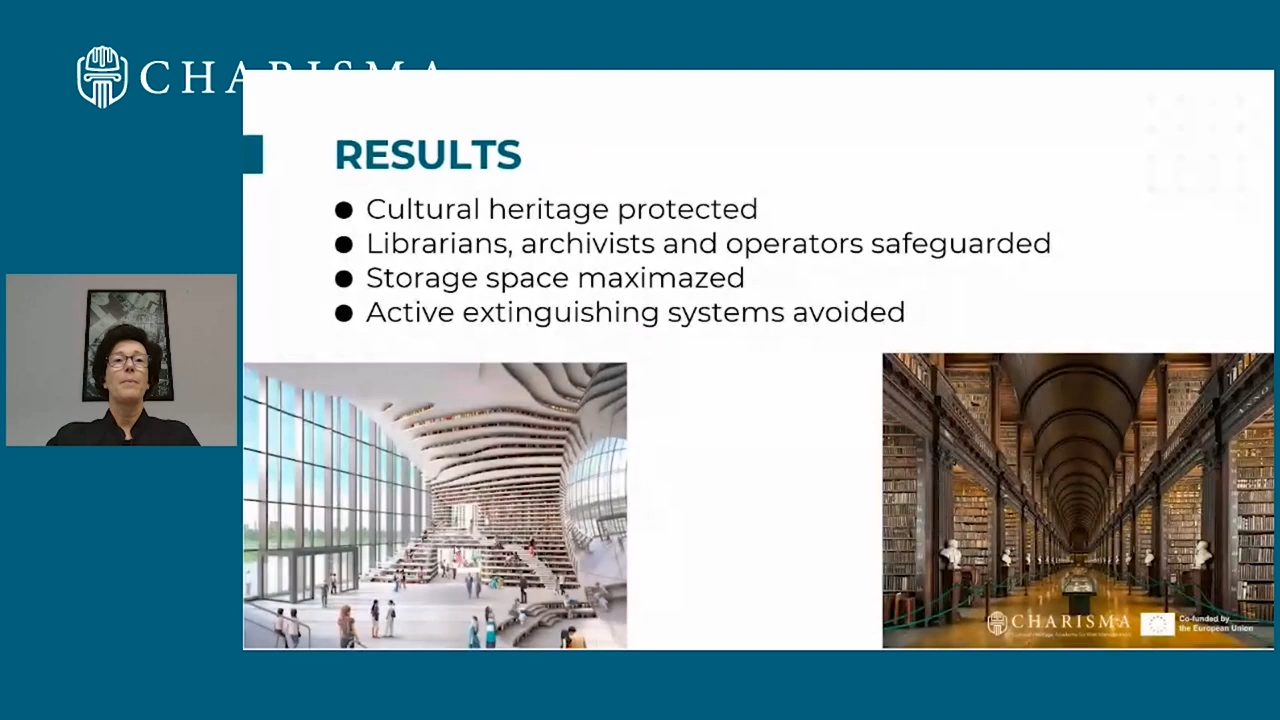 CHARISMA
RESULTS
● Cultural heritage protected
● Librarians, archivists and operators safeguarded
● Storage space maximazed
● Active extinguishing systems avoided
CHARISMA
Co-funded by
the European Union